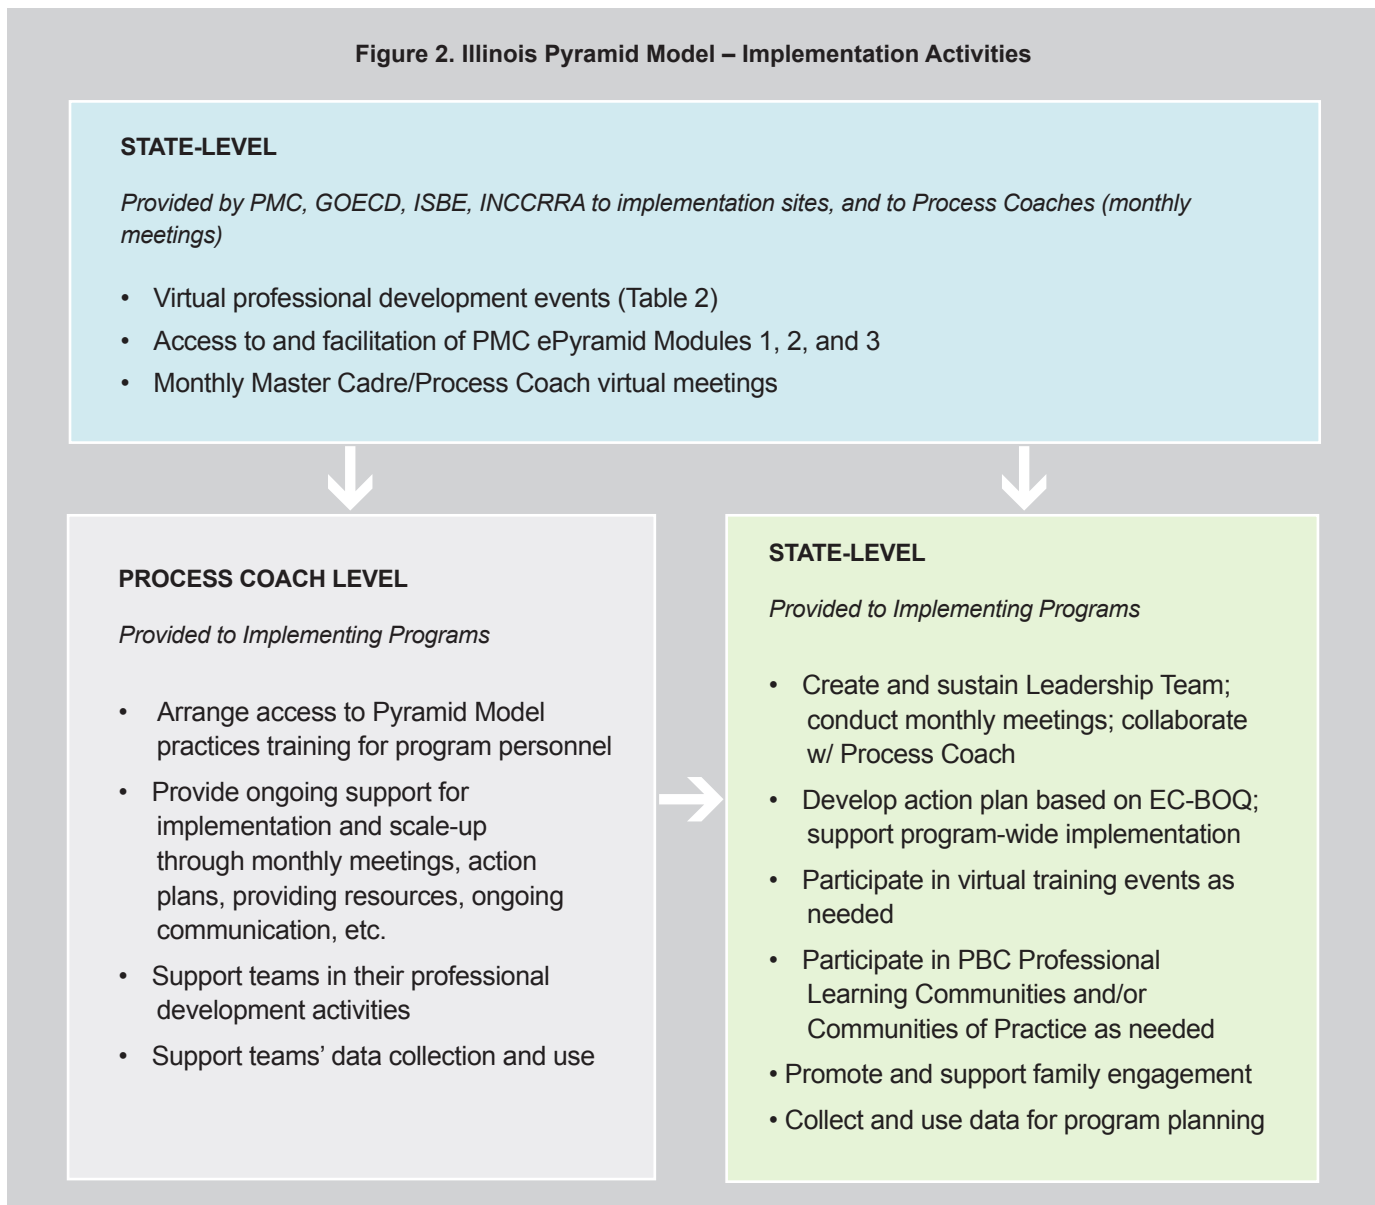 Figure 2. Illinois Pyramid Model – Implementation Activities
STATE-LEVEL
Provided by PMC, GOECD, ISBE, INCCRRA to implementation sites, and to Process Coaches (monthly
meetings)
• Virtual professional development events (Table 2)
• Access to and facilitation of PMC ePyramid Modules 1, 2, and 3
• Monthly Master Cadre/Process Coach virtual meetings
PROCESS COACH LEVEL
Provided to Implementing Programs
• Arrange access to Pyramid Model
practices training for program personnel
• Provide ongoing support for
implementation and scale-up
through monthly meetings, action
plans, providing resources, ongoing
communication, etc.
• Support teams in their professional
development activities
• Support teams’ data collection and use
STATE-LEVEL
Provided to Implementing Programs
• Create and sustain Leadership Team;
conduct monthly meetings; collaborate
w/ Process Coach
• Develop action plan based on EC-BOQ;
support program-wide implementation
• Participate in virtual training events as
needed
• Participate in PBC Professional
Learning Communities and/or
Communities of Practice as needed
• Promote and support family engagement
• Collect and use data for program planning